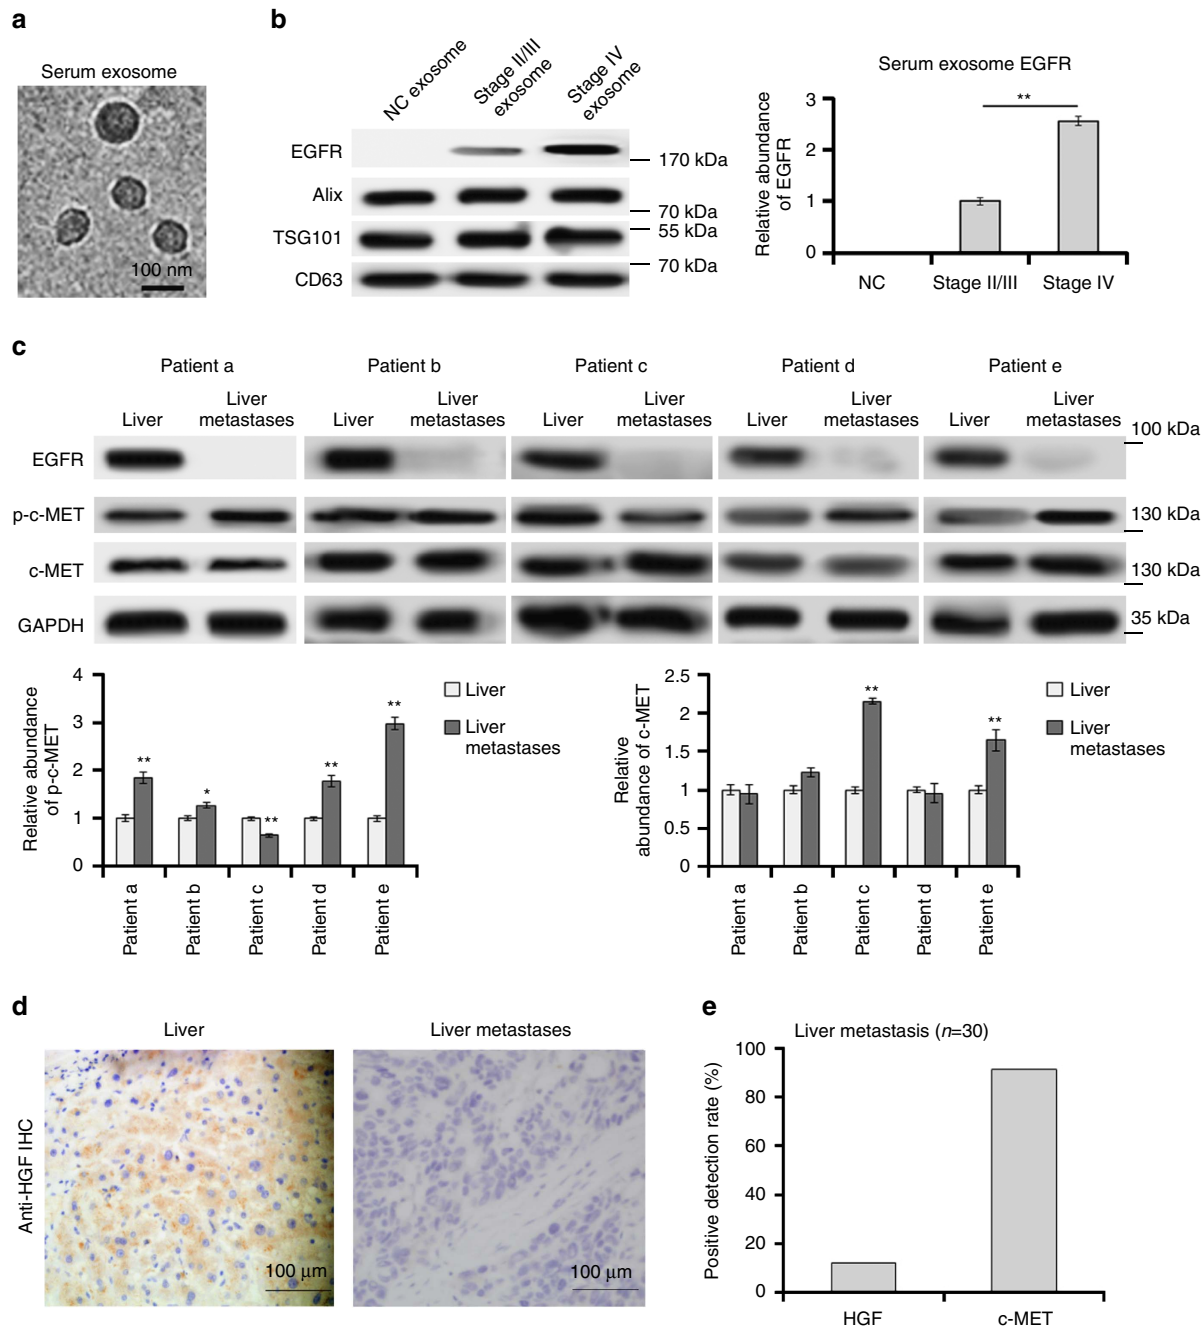 a
Serum exosome
100 nm
b
NC exosome
Stage II/III
exosome
Stage IV
exosome
EGFR
170 kDa
Alix
70 kDa
TSG101
55 kDa
CD63
70 kDa
Serum exosome EGFR
Relative abundance
of EGFR
3
2
1
0
**
NC
Stage II/III
Stage IV
c
Patient a
Patient b
Patient c
Patient d
Patient e
Liver
Liver
metastases
Liver
Liver
metastases
Liver
Liver
metastases
Liver
Liver
metastases
Liver
Liver
metastases
EGFR
100 kDa
p-c-MET
130 kDa
c-MET
130 kDa
GAPDH
35 kDa
Relative abundance
of p-c-MET
4
3
2
1
0
**
*
**
**
**
Patient a
Patient b
Patient c
Patient d
Patient e
Liver
Liver
metastases
Relative
abundance of c-MET
2.5
2
1.5
1
0.5
0
**
**
Patient a
Patient b
Patient c
Patient d
Patient e
Liver
Liver
metastases
d
Liver
Liver metastases
Anti-HGF IHC
100 μm
100 μm
e
Liver metastasis (n=30)
Positive detection rate (%)
100
80
60
40
20
0
HGF
c-MET